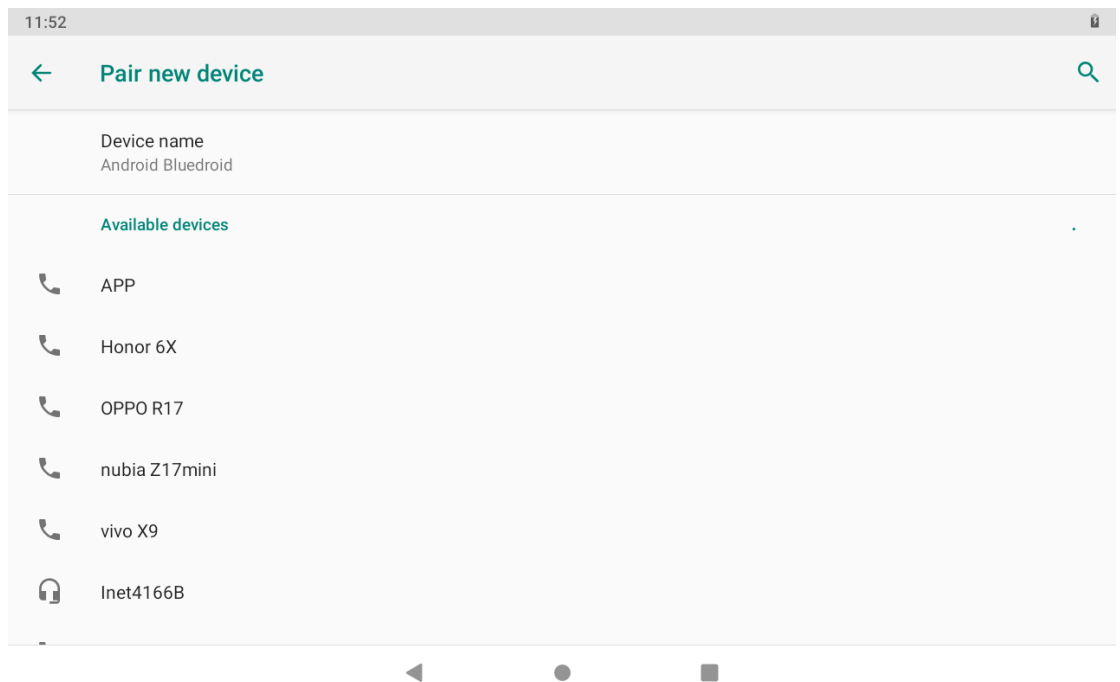 11:52
Pair new device
Device name
Android Bluedroid
Available devices
APP
Honor 6X
OPPO R17
nubia Z17mini
vivo X9
Inet4166B